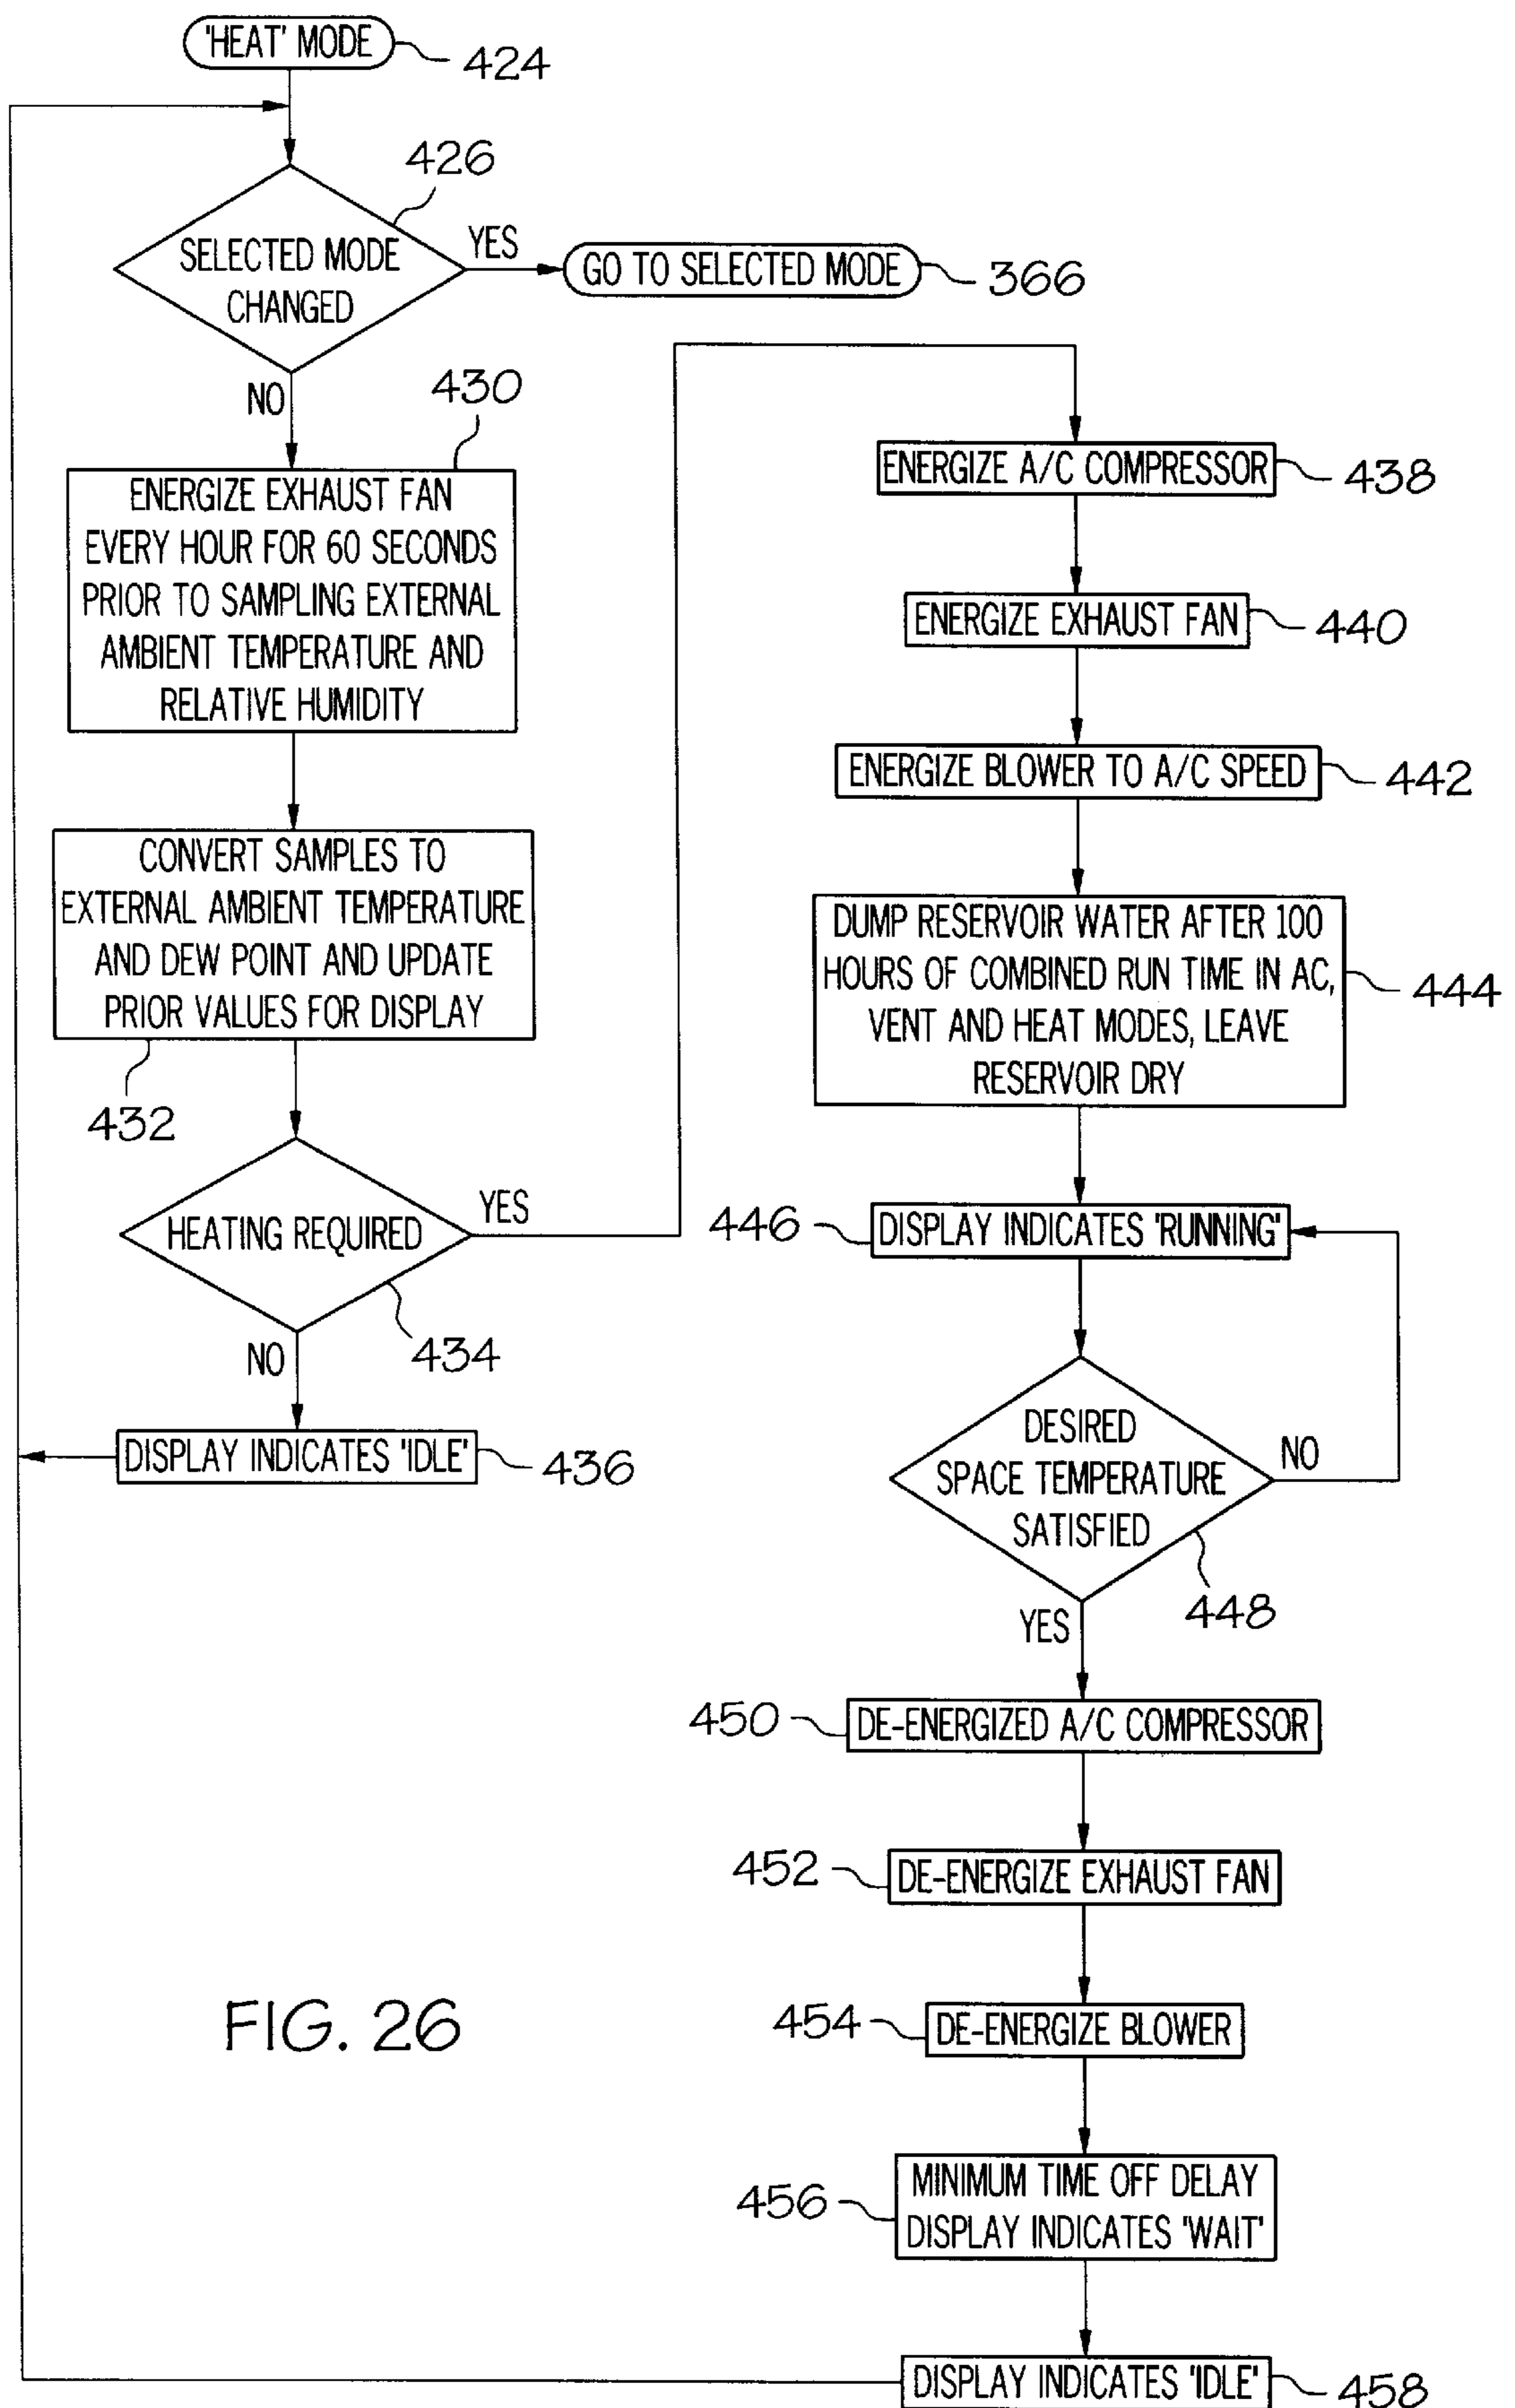 'HEAT' MODE
424
426
SELECTED MODE
CHANGED
YES
GO TO SELECTED MODE
366
NO
430
ENERGIZE EXHAUST FAN
EVERY HOUR FOR 60 SECONDS
PRIOR TO SAMPLING EXTERNAL
AMBIENT TEMPERATURE AND
RELATIVE HUMIDITY
CONVERT SAMPLES TO
EXTERNAL AMBIENT TEMPERATURE
AND DEW POINT AND UPDATE
PRIOR VALUES FOR DISPLAY
432
HEATING REQUIRED
YES
434
NO
DISPLAY INDICATES 'IDLE'
436
ENERGIZE A/C COMPRESSOR
438
ENERGIZE EXHAUST FAN
440
ENERGIZE BLOWER TO A/C SPEED
442
DUMP RESERVOIR WATER AFTER 100
HOURS OF COMBINED RUN TIME IN AC,
VENT AND HEAT MODES, LEAVE
RESERVOIR DRY
444
446
DISPLAY INDICATES 'RUNNING'
DESIRED
SPACE TEMPERATURE
SATISFIED
NO
448
YES
450
DE-ENERGIZED A/C COMPRESSOR
452
DE-ENERGIZE EXHAUST FAN
454
DE-ENERGIZE BLOWER
456
MINIMUM TIME OFF DELAY
DISPLAY INDICATES 'WAIT'
DISPLAY INDICATES 'IDLE'
458
FIG. 26